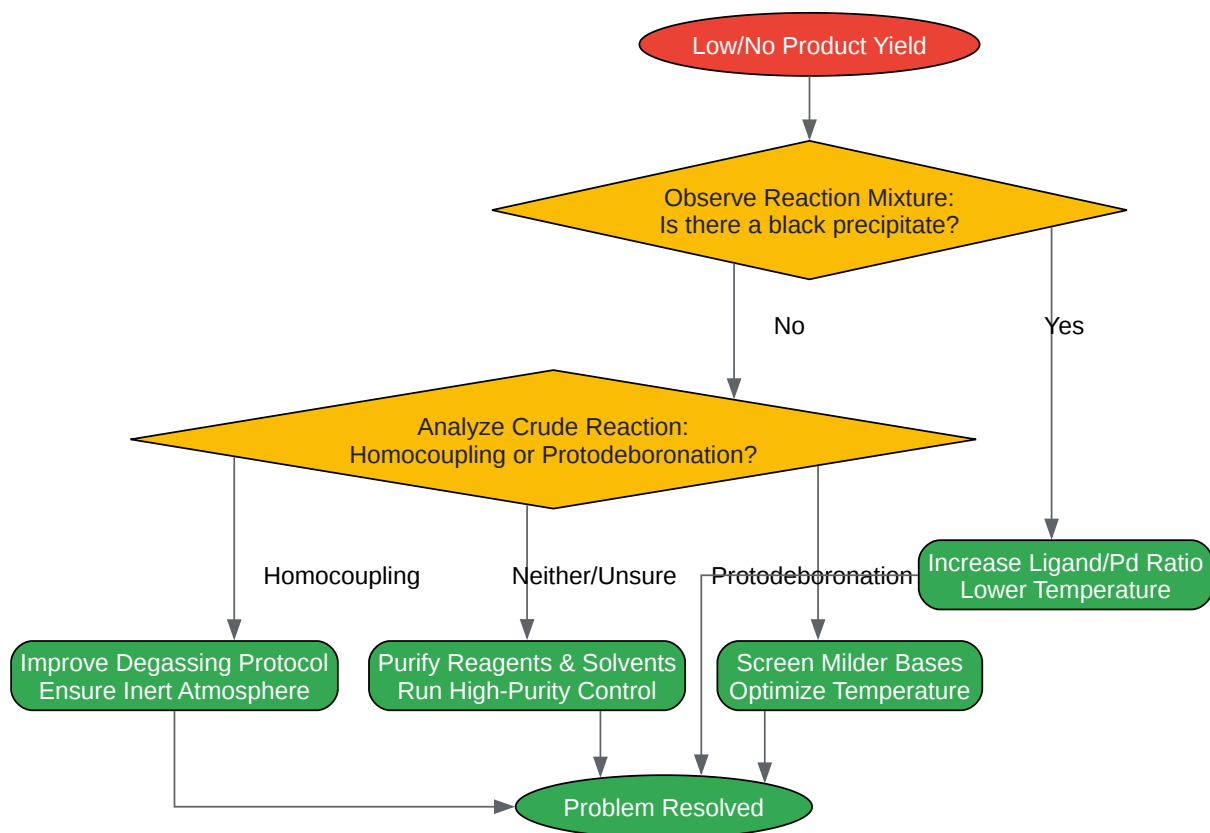 Low/No Product Yield
Observe Reaction Mixture:
Is there a black precipitate?
No
Yes
Analyze Crude Reaction:
Homocoupling or Protodeboronation?
Homocoupling
Neither/Unsure
Protodeboronation
Increase Ligand/Pd Ratio
Lower Temperature
Improve Degassing Protocol
Ensure Inert Atmosphere
Purify Reagents & Solvents
Run High-Purity Control
Screen Milder Bases
Optimize Temperature
Problem Resolved